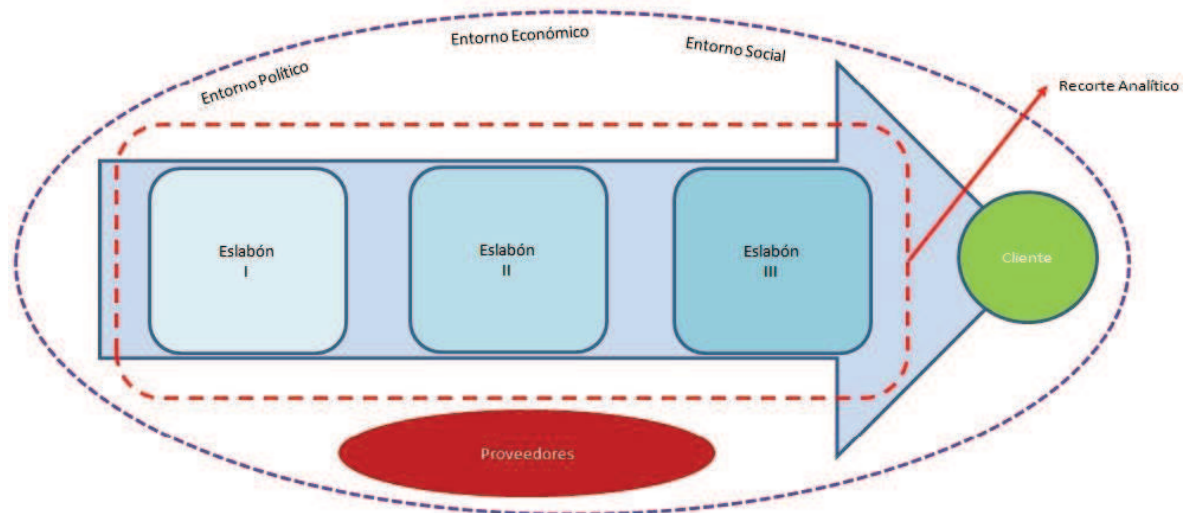 Entorno Económico
Entorno Social
Entorno Político
Recorte Analítico
Eslabón
I
Eslabón
II
Eslabón
III
Cliente
Proveedores